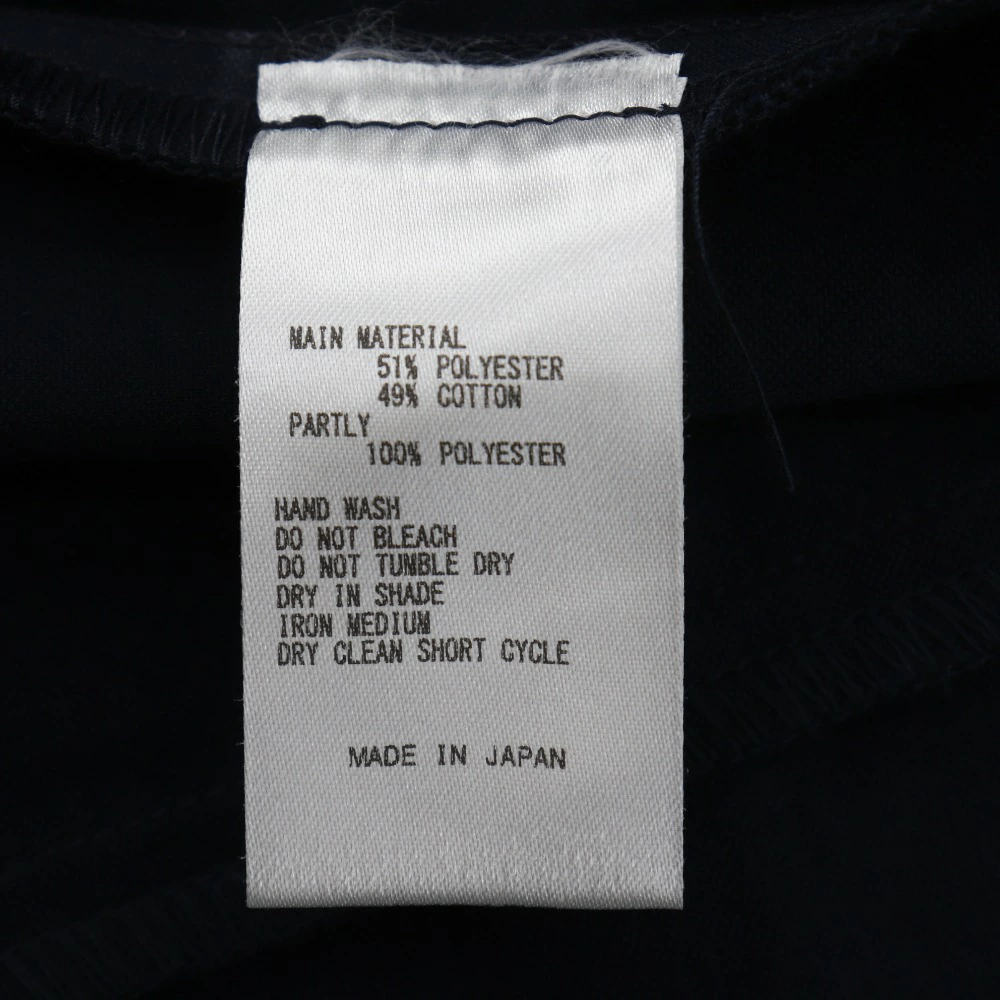 MAIN MATERIAL
51% POLYESTER
49% COTTON
PARTLY
100% POLYESTER
HAND WASH
DO NOT BLEACH
DO NOT TUMBLE DRY
DRY IN SHADE
IRON MEDIUM
DRY CLEAN SHORT CYCLE
MADE IN JAPAN